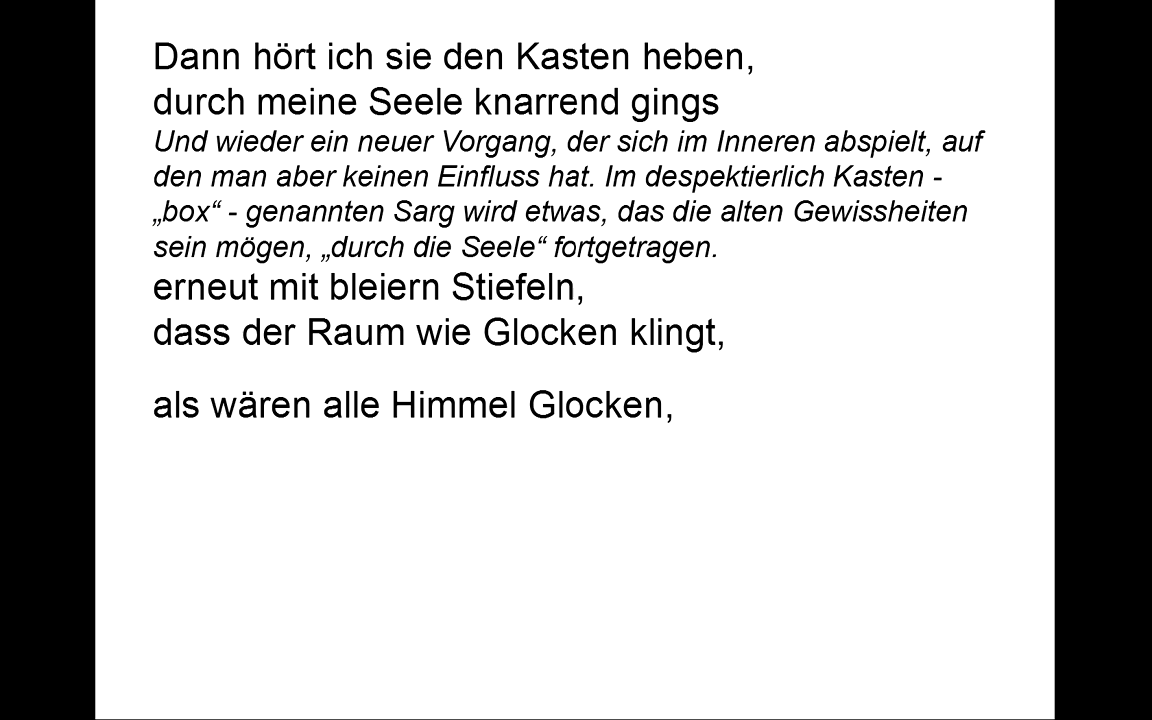 Dann hört ich sie den Kasten heben,
durch meine Seele knarrend gings
Und wieder ein neuer Vorgang, der sich im Inneren abspielt, auf
den man aber keinen Einfluss hat. Im despektierlich Kasten -
„box“ - genannten Sarg wird etwas, das die alten Gewissheiten
sein mögen, „durch die Seele“ fortgetragen.
erneut mit bleiern Stiefeln,
dass der Raum wie Glocken klingt,
als wären alle Himmel Glocken,